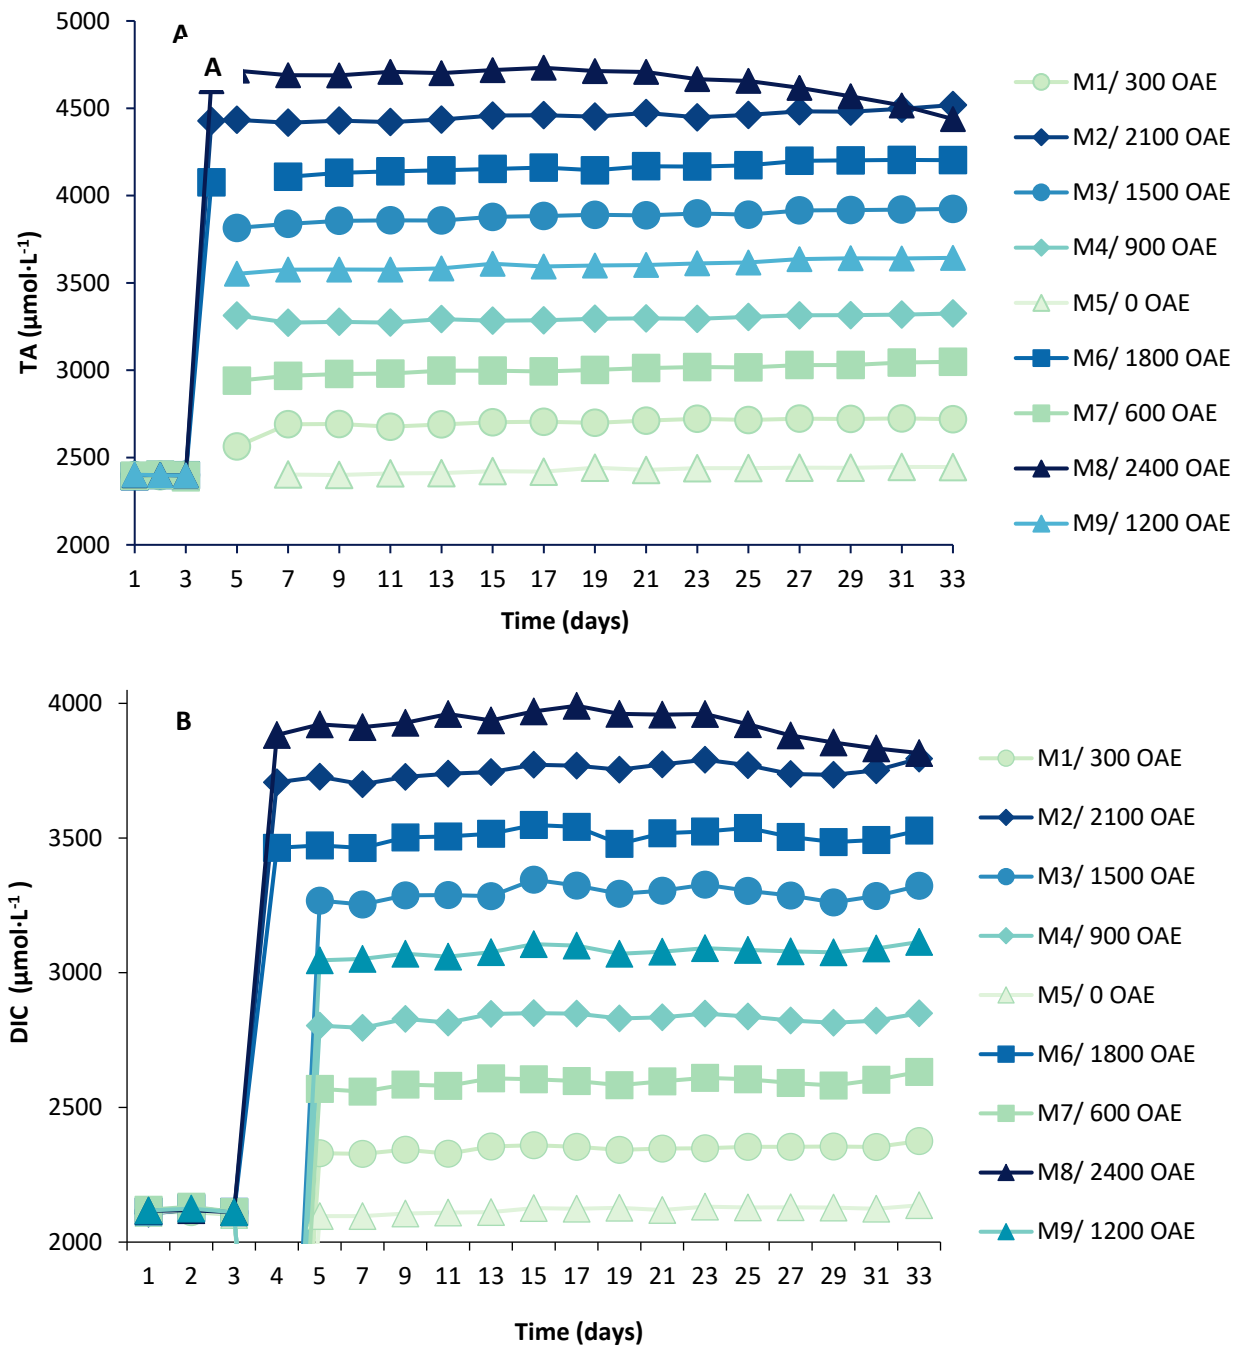 A
A
5000
4500
4000
3500
3000
2500
2000
TA (µmol·L⁻¹)
1 3 5 7 9 11 13 15 17 19 21 23 25 27 29 31 33
Time (days)
M1/ 300 OAE
M2/ 2100 OAE
M3/ 1500 OAE
M4/ 900 OAE
M5/ 0 OAE
M6/ 1800 OAE
M7/ 600 OAE
M8/ 2400 OAE
M9/ 1200 OAE
B
4000
3500
3000
2500
2000
DIC (µmol·L⁻¹ )
1 2 3 4 5 7 9 11 13 15 17 19 21 23 25 27 29 31 33
Time (days)
M1/ 300 OAE
M2/ 2100 OAE
M3/ 1500 OAE
M4/ 900 OAE
M5/ 0 OAE
M6/ 1800 OAE
M7/ 600 OAE
M8/ 2400 OAE
M9/ 1200 OAE